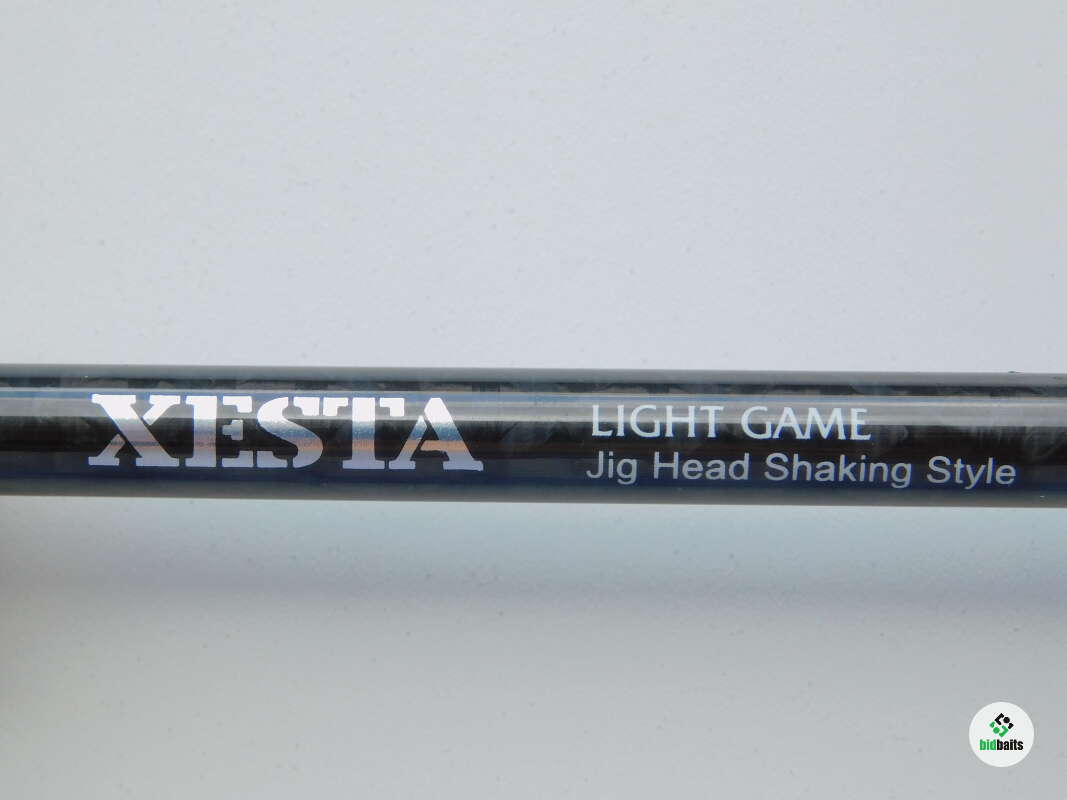 XESTA
LIGHT GAME
Jig Head Shaking Style
bidbaits